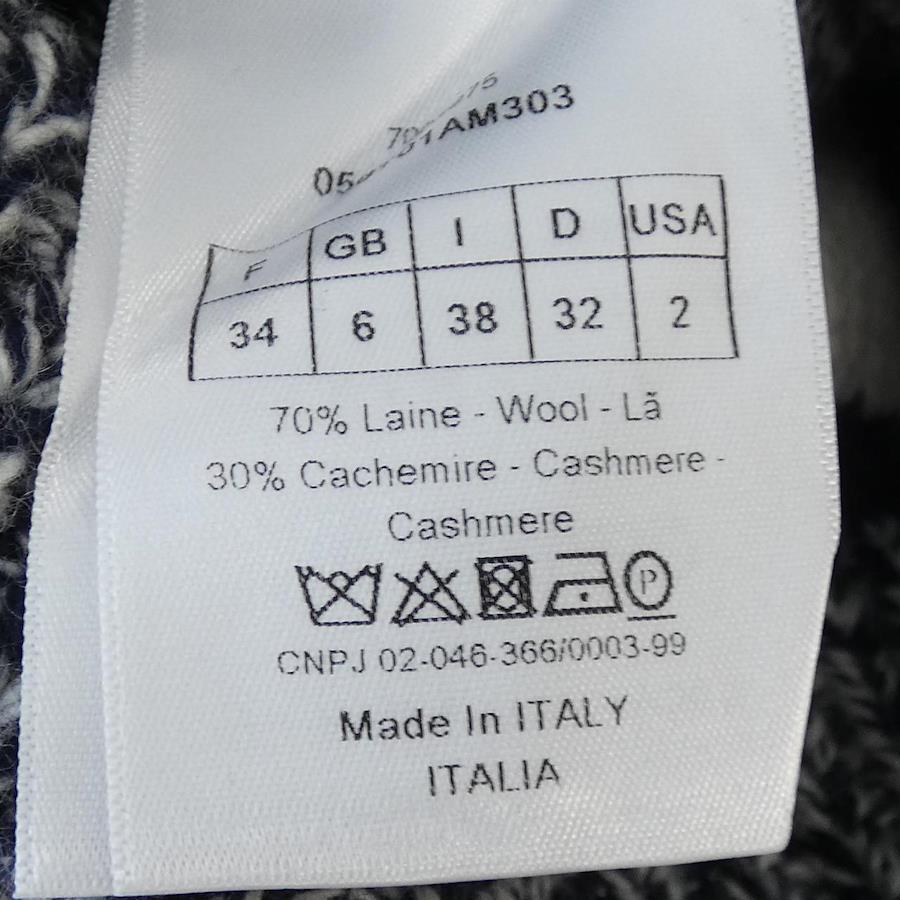 AM303
F GB I D USA
34 6 38 32 2
70% Laine - Wool - Lã
30% Cachemire - Cashmere -
Cashmere
P
CNPJ 02-046-366/0003-99
Made In ITALY
ITALIA